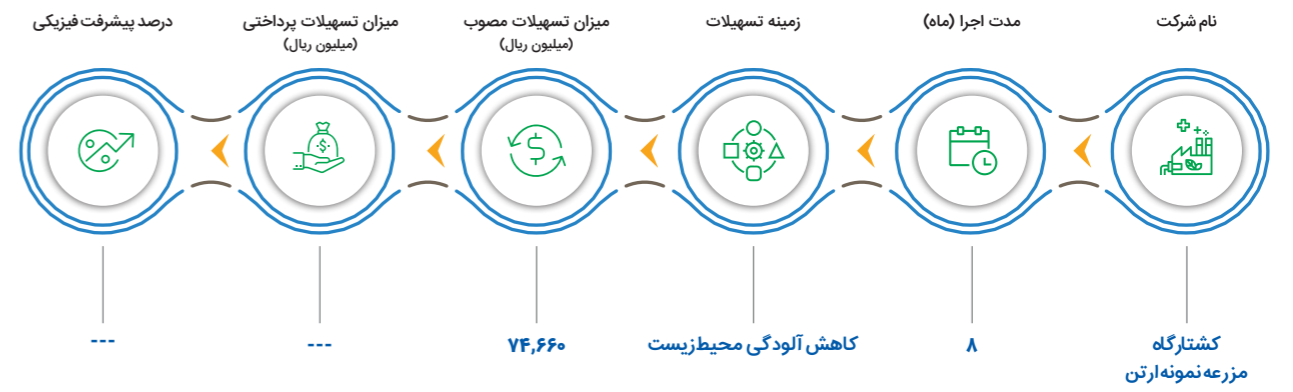 نام شرکت
مدت اجرا (ماه)
زمینه تسهیلات
میزان تسهیلات مصوب
(میلیون ریال)
میزان تسهیلات پرداختی
(میلیون ریال)
درصد پیشرفت فیزیکی
کشتارگاه
مزرعه نمونه ارتن
۸
کاهش آلودگی محیط‌زیست
۷۴,۶۶۰
---
---